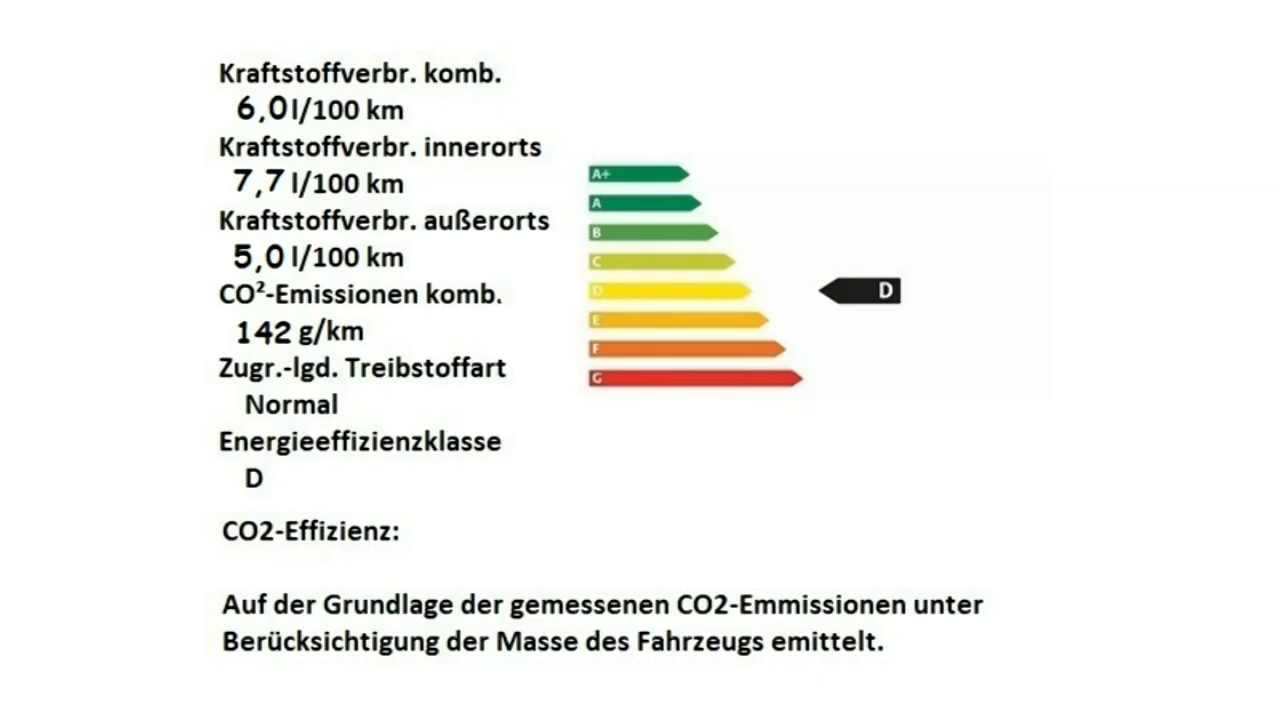 Kraftstoffverbr. komb.
6,0 l/100 km
Kraftstoffverbr. innerorts
7,7 l/100 km
Kraftstoffverbr. außerorts
5,0 l/100 km
CO²-Emissionen komb.
142 g/km
Zugr.-lgd. Treibstoffart
Normal
Energieeffizienzklasse
D
A+
A
B
C
D
D
E
F
G
CO2-Effizienz:
Auf der Grundlage der gemessenen CO2-Emmissionen unter
Berücksichtigung der Masse des Fahrzeugs emittelt.